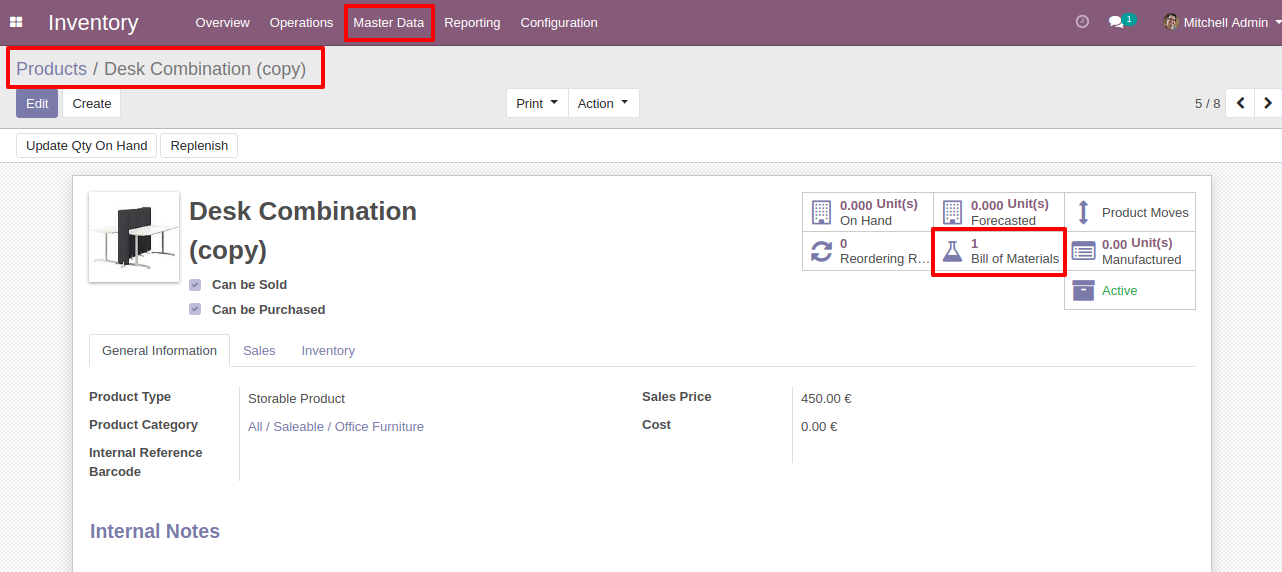 Inventory Overview Operations Master Data Reporting Configuration 1 Mitchell Admin
Products / Desk Combination (copy)
Edit Create Print Action 5 / 8
Update Qty On Hand Replenish
Desk Combination
(copy)
Can be Sold
Can be Purchased
0.000 Unit(s)
On Hand
0.000 Unit(s)
Forecasted
Product Moves
0
Reordering R...
1
Bill of Materials
0.00 Unit(s)
Manufactured
Active
General Information Sales Inventory
Product Type Storable Product
Product Category All / Saleable / Office Furniture
Internal Reference
Barcode
Sales Price 450.00 €
Cost 0.00 €
Internal Notes